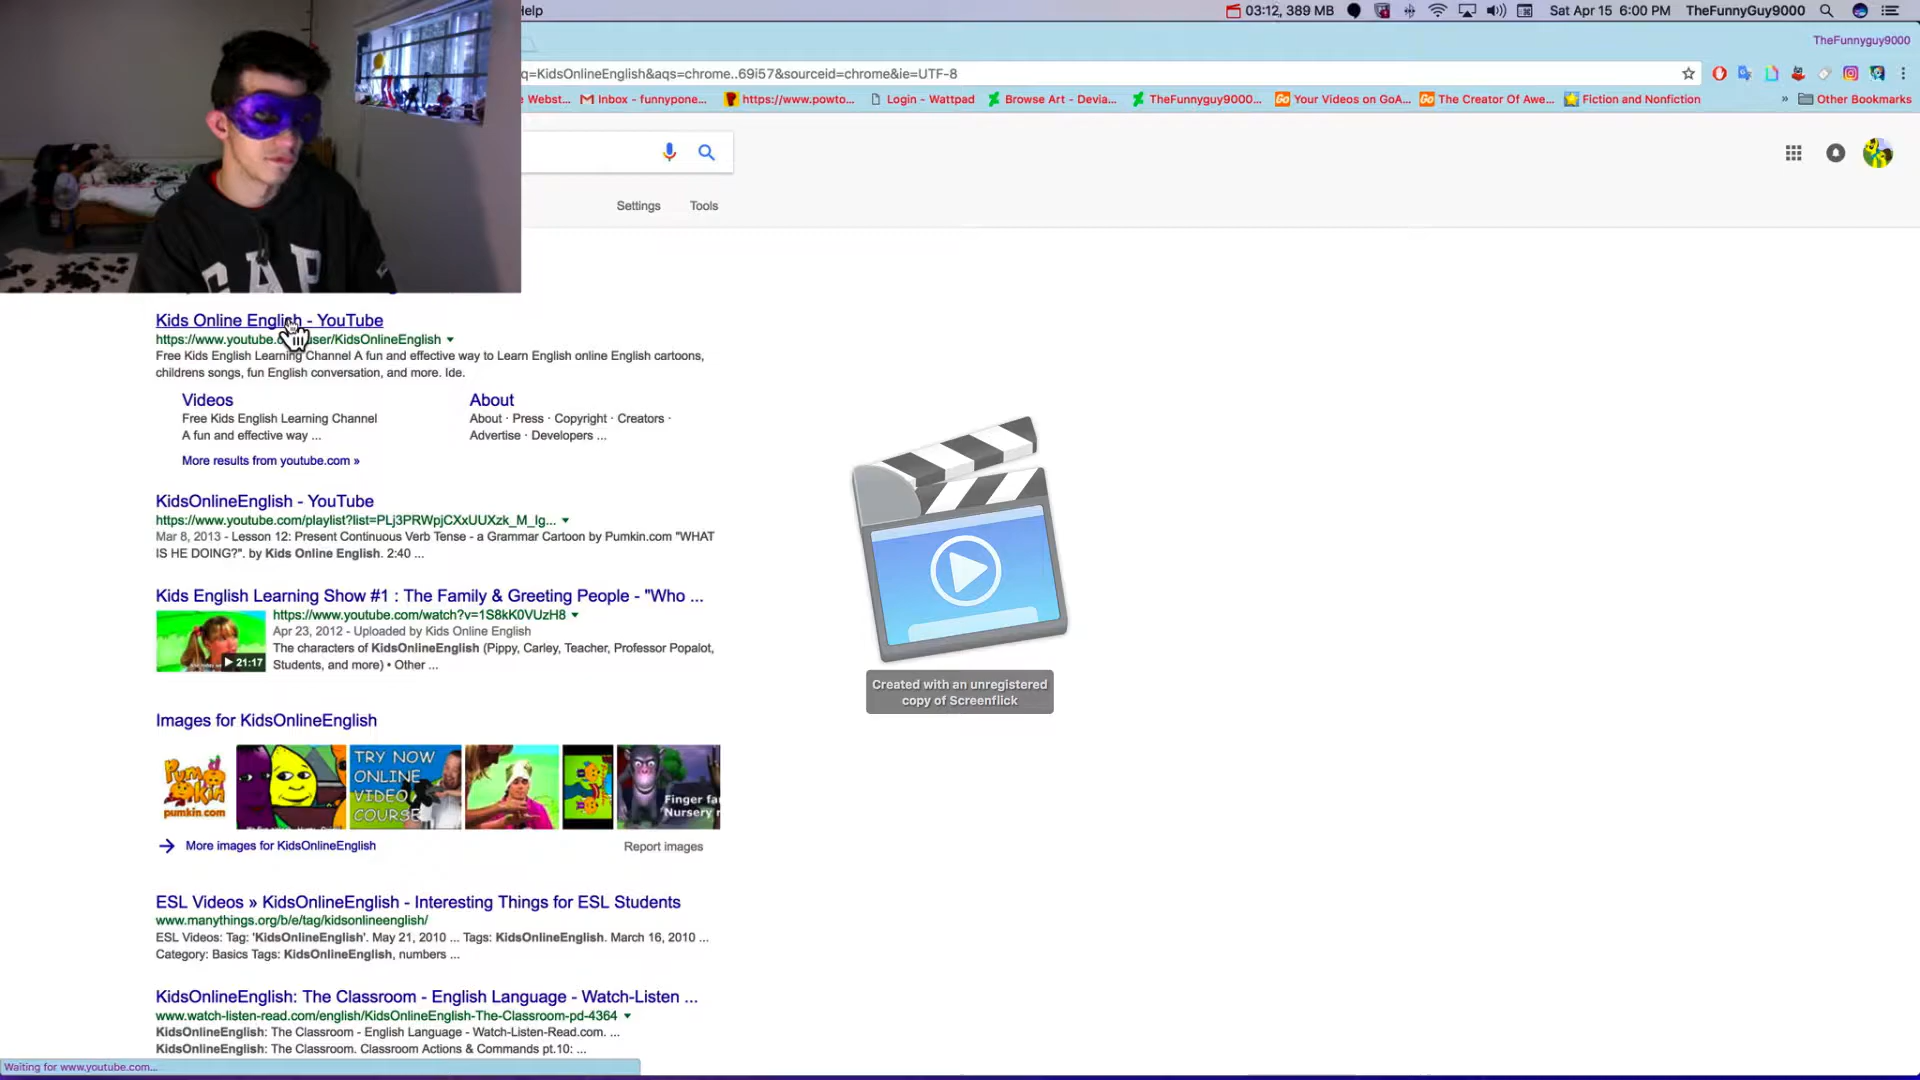 Help
03:12, 389 MB
Sat Apr 15 6:00 PM
TheFunnyGuy9000
TheFunnyguy9000
q=KidsOnlineEnglish&aqs=chrome..69i57&sourceid=chrome&ie=UTF-8
e Webst...
Inbox - funnypone...
https://www.powto...
Login - Wattpad
Browse Art - Devia...
TheFunnyguy9000...
Your Videos on GoA...
The Creator Of Awe...
Fiction and Nonfiction
»
Other Bookmarks
Settings
Tools
GAP
Kids Online English - YouTube
https://www.youtube.c user/KidsOnlineEnglish
Free Kids English Learning Channel A fun and effective way to Learn English online English cartoons,
childrens songs, fun English conversation, and more. Ide.
Videos
Free Kids English Learning Channel
A fun and effective way ...
About
About · Press · Copyright · Creators ·
Advertise · Developers ...
More results from youtube.com »
KidsOnlineEnglish - YouTube
https://www.youtube.com/playlist?list=PLj3PRWpjCXxUUXzk_M_Ig...
Mar 8, 2013 - Lesson 12: Present Continuous Verb Tense - a Grammar Cartoon by Pumkin.com "WHAT
IS HE DOING?". by Kids Online English. 2:40 ...
Kids English Learning Show #1 : The Family & Greeting People - "Who ...
https://www.youtube.com/watch?v=1S8kK0VUzH8
Apr 23, 2012 - Uploaded by Kids Online English
The characters of KidsOnlineEnglish (Pippy, Carley, Teacher, Professor Popalot,
Students, and more) • Other ...
21:17
Created with an unregistered
copy of Screenflick
Images for KidsOnlineEnglish
PumKin
pumkin.com
TRY NOW
ONLINE
VIDEO
COURSE
Finger fa
Nursery r
More images for KidsOnlineEnglish
Report images
ESL Videos » KidsOnlineEnglish - Interesting Things for ESL Students
www.manythings.org/b/e/tag/kidsonlineenglish/
ESL Videos: Tag: 'KidsOnlineEnglish'. May 21, 2010 ... Tags: KidsOnlineEnglish. March 16, 2010 ...
Category: Basics Tags: KidsOnlineEnglish, numbers ...
KidsOnlineEnglish: The Classroom - English Language - Watch-Listen ...
www.watch-listen-read.com/english/KidsOnlineEnglish-The-Classroom-pd-4364
KidsOnlineEnglish: The Classroom - English Language - Watch-Listen-Read.com. ...
KidsOnlineEnglish: The Classroom. Classroom Actions & Commands pt.10: ...
Waiting for www.youtube.com...